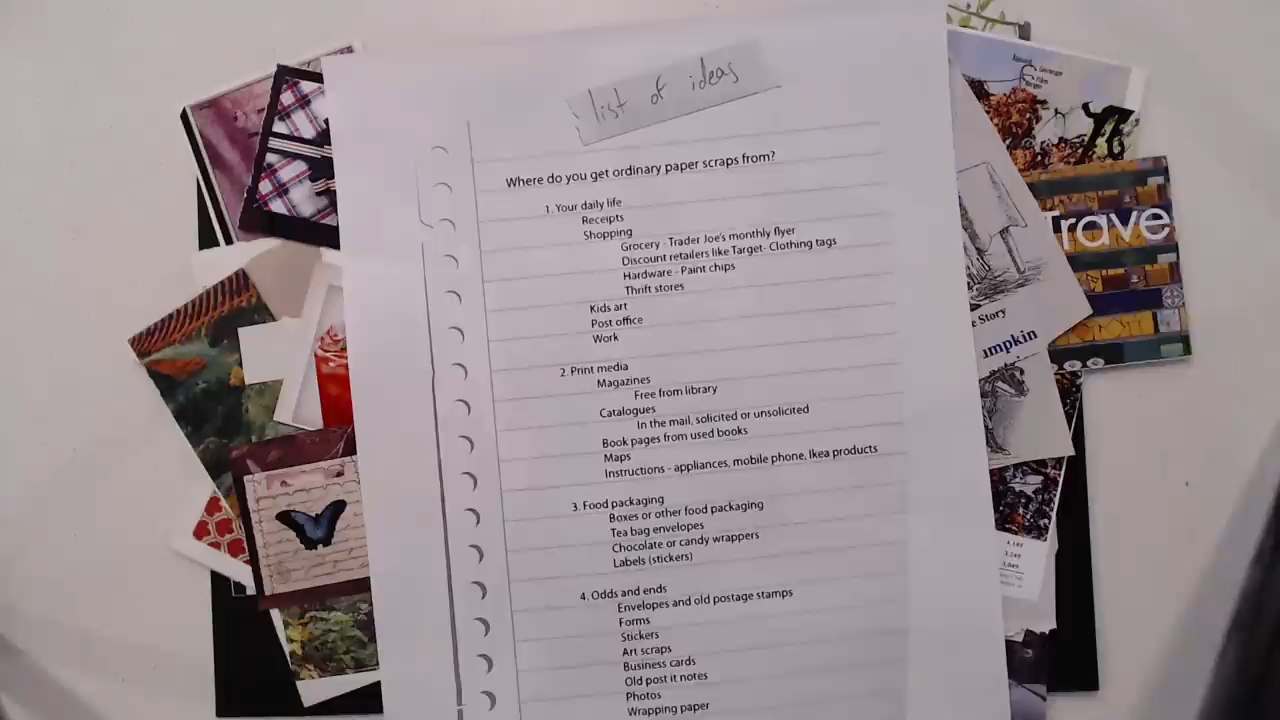 list of ideas
Where do you get ordinary paper scraps from?
1. Your daily life
Receipts
Shopping
Grocery - Trader Joe's monthly flyer
Discount retailers like Target- Clothing tags
Hardware - Paint chips
Thrift stores
Kids art
Post office
Work
2. Print media
Magazines
Free from library
Catalogues
In the mail, solicited or unsolicited
Book pages from used books
Maps
Instructions - appliances, mobile phone, Ikea products
3. Food packaging
Boxes or other food packaging
Tea bag envelopes
Chocolate or candy wrappers
Labels (stickers)
4. Odds and ends
Envelopes and old postage stamps
Forms
Stickers
Art scraps
Business cards
Old post it notes
Photos
Wrapping paper
Trave
e Story
umpkin
4,149
3,249